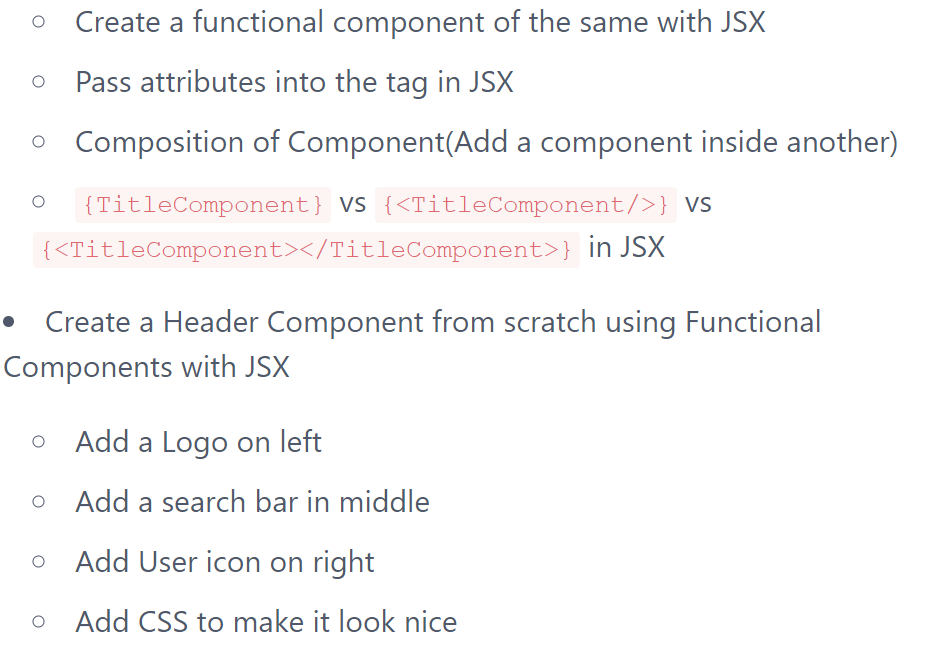 Create a functional component of the same with JSX
Pass attributes into the tag in JSX
Composition of Component(Add a component inside another)
{TitleComponent} vs {<TitleComponent/>} vs
{<TitleComponent></TitleComponent>} in JSX
Create a Header Component from scratch using Functional
Components with JSX
Add a Logo on left
Add a search bar in middle
Add User icon on right
Add CSS to make it look nice